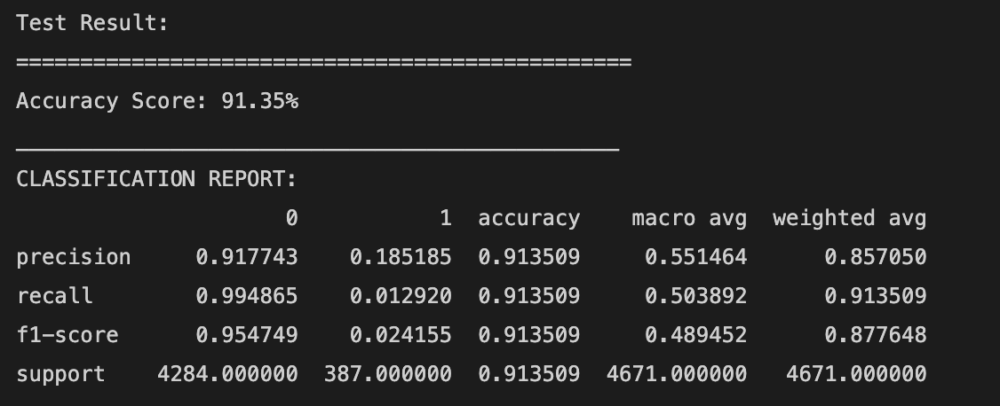 Test Result:
================================================
Accuracy Score: 91.35%
_______________________________________________
CLASSIFICATION REPORT:
0 1 accuracy macro avg weighted avg
precision 0.917743 0.185185 0.913509 0.551464 0.857050
recall 0.994865 0.012920 0.913509 0.503892 0.913509
f1-score 0.954749 0.024155 0.913509 0.489452 0.877648
support 4284.000000 387.000000 0.913509 4671.000000 4671.000000